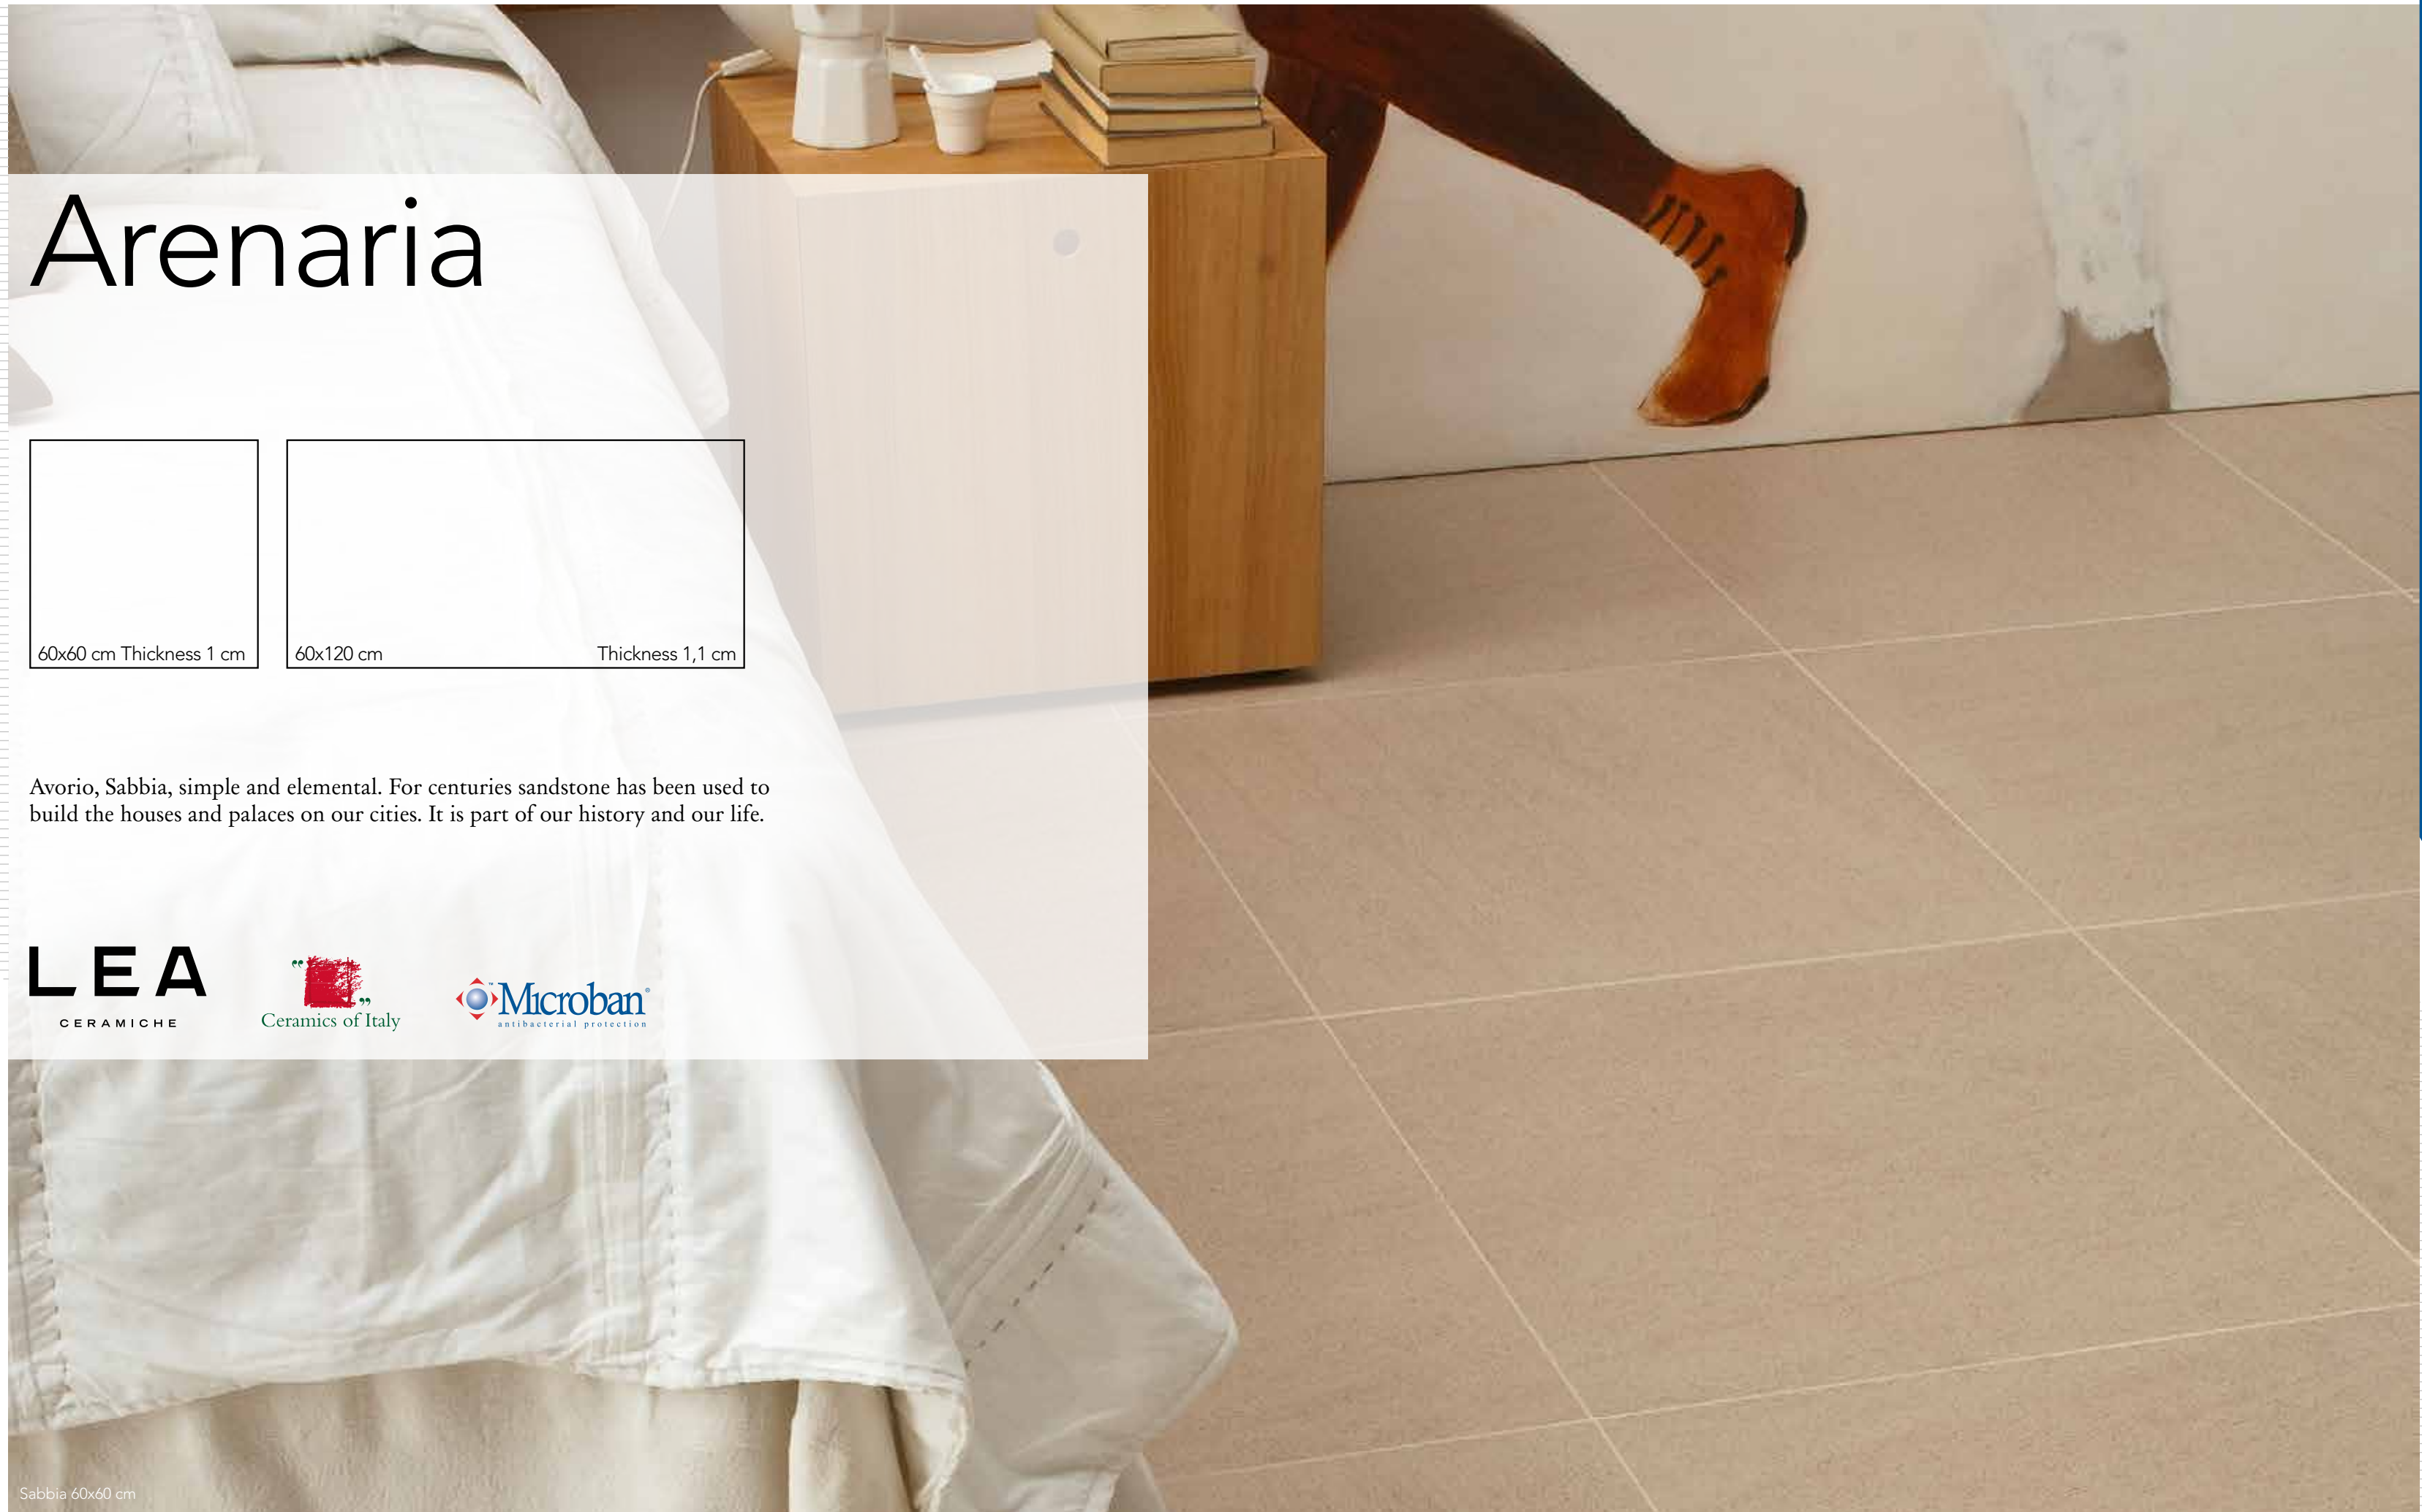 Arenaria
60x60 cm Thickness 1 cm
60x120 cm Thickness 1,1 cm
Avorio, Sabbia, simple and elemental. For centuries sandstone has been used to
build the houses and palaces on our cities. It is part of our history and our life.
LEA
CERAMICHE
Ceramics of Italy
™ Microban®
antibacterial protection
Sabbia 60x60 cm